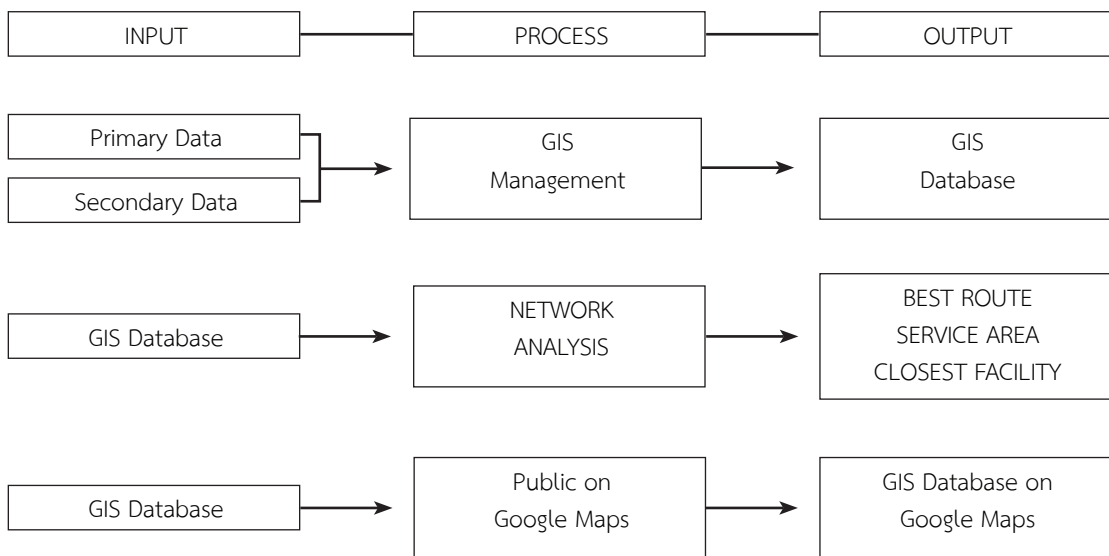 INPUT
PROCESS
OUTPUT
Primary Data
Secondary Data
GIS
Management
GIS
Database
GIS Database
NETWORK
ANALYSIS
BEST ROUTE
SERVICE AREA
CLOSEST FACILITY
GIS Database
Public on
Google Maps
GIS Database on
Google Maps